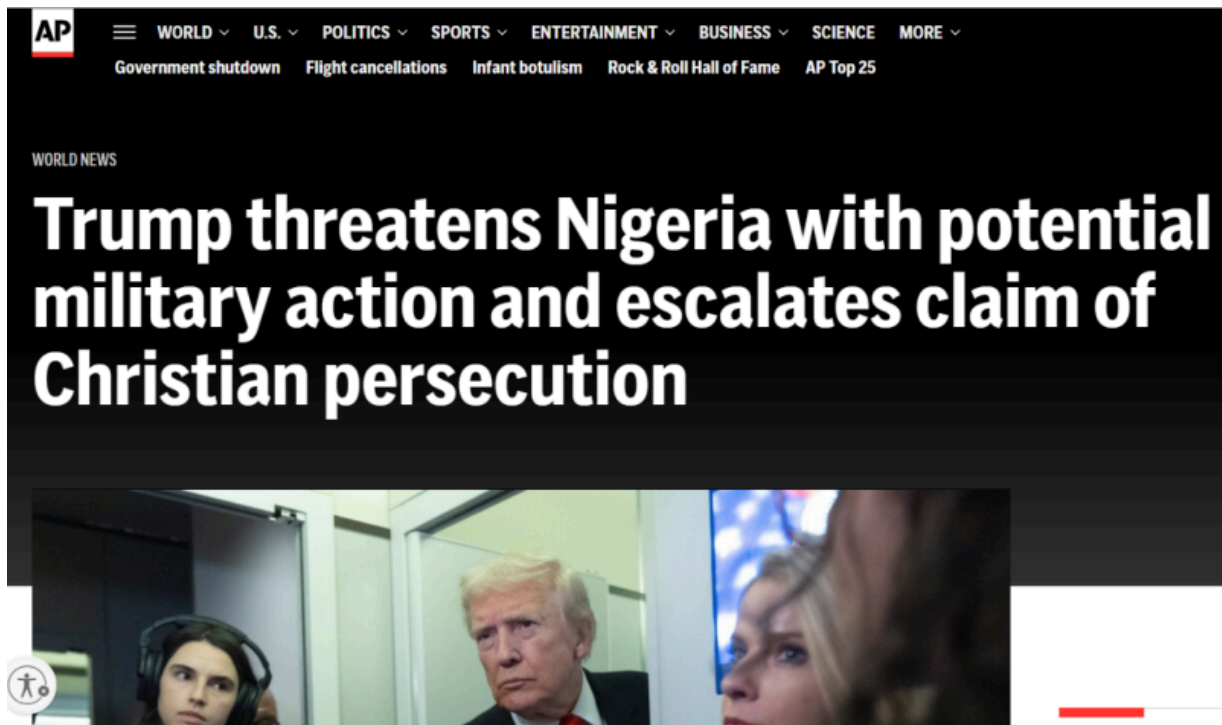 AP
WORLD U.S. POLITICS SPORTS ENTERTAINMENT BUSINESS SCIENCE MORE
Government shutdown Flight cancellations Infant botulism Rock & Roll Hall of Fame AP Top 25
WORLD NEWS
Trump threatens Nigeria with potential
military action and escalates claim of
Christian persecution